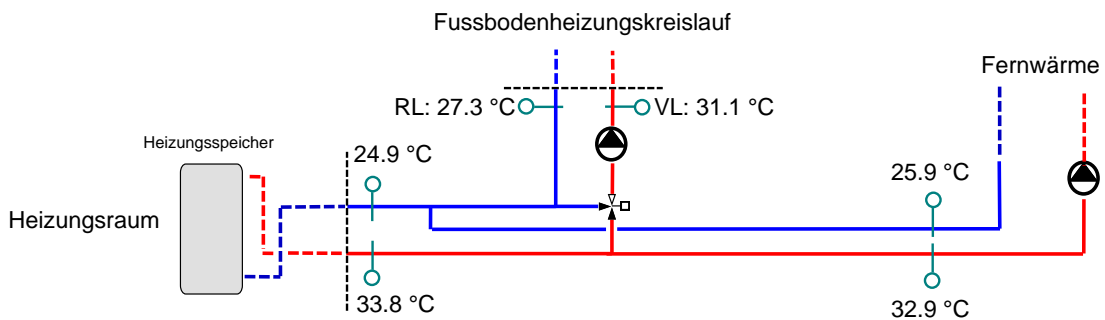 Fussbodenheizungskreislauf
Fernwärme
RL: 27.3 °C
VL: 31.1 °C
Heizungsspeicher
24.9 °C
25.9 °C
Heizungsraum
33.8 °C
32.9 °C